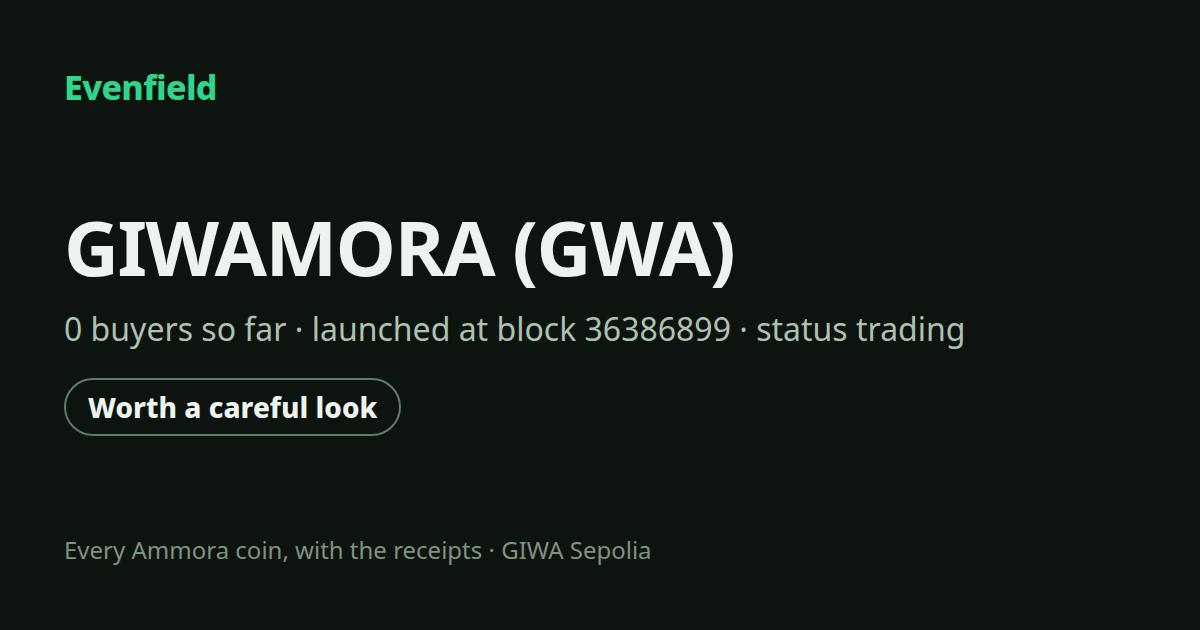 Evenfield
GIWAMORA (GWA)
0 buyers so far · launched at block 36386899 · status trading
Worth a careful look
Every Ammora coin, with the receipts · GIWA Sepolia